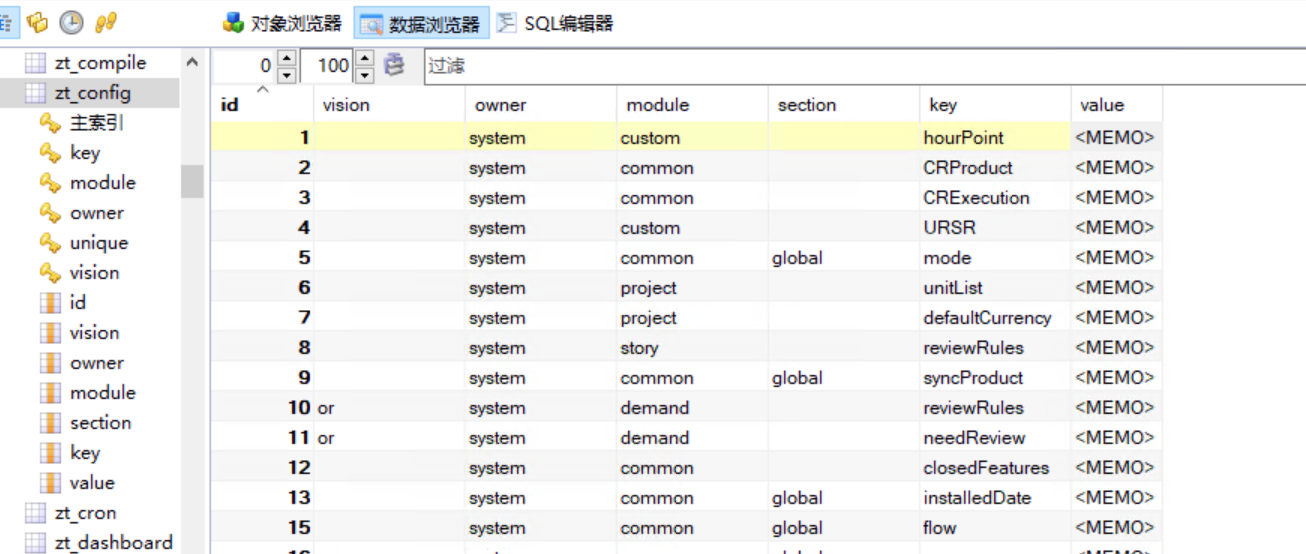 对象浏览器 数据浏览器 SQL编辑器
zt_compile
zt_config
主索引
key
module
owner
unique
vision
id
vision
owner
module
section
key
value
zt_cron
zt_dashboard
0 100 过滤
id vision owner module section key value
1 system custom hourPoint <MEMO>
2 system common CRProduct <MEMO>
3 system common CRExecution <MEMO>
4 system custom URSR <MEMO>
5 system common global mode <MEMO>
6 system project unitList <MEMO>
7 system project defaultCurrency <MEMO>
8 system story reviewRules <MEMO>
9 system common global syncProduct <MEMO>
10 or system demand reviewRules <MEMO>
11 or system demand needReview <MEMO>
12 system common closedFeatures <MEMO>
13 system common global installedDate <MEMO>
15 system common global flow <MEMO>